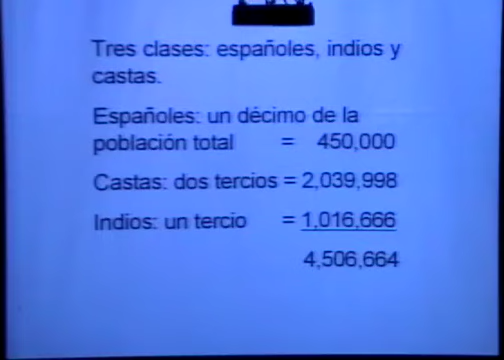 Tres clases: españoles, indios y
castas.
Españoles: un décimo de la
población total = 450,000
Castas: dos tercios = 2,039,998
Indios: un tercio = 1,016,666
4,506,664